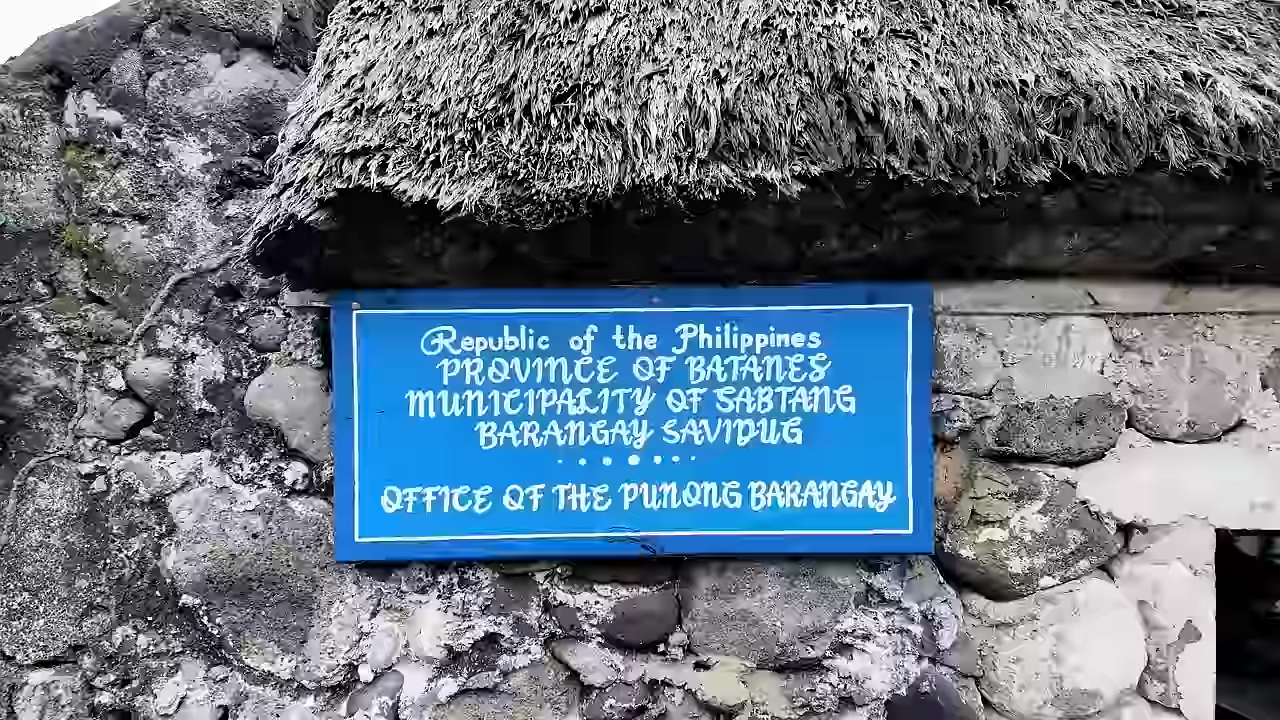 Republic of the Philippines
PROVINCE OF BATANES
MUNICIPALITY OF SABTANG
BARANGAY SAVIDUG
OFFICE OF THE PUNONG BARANGAY